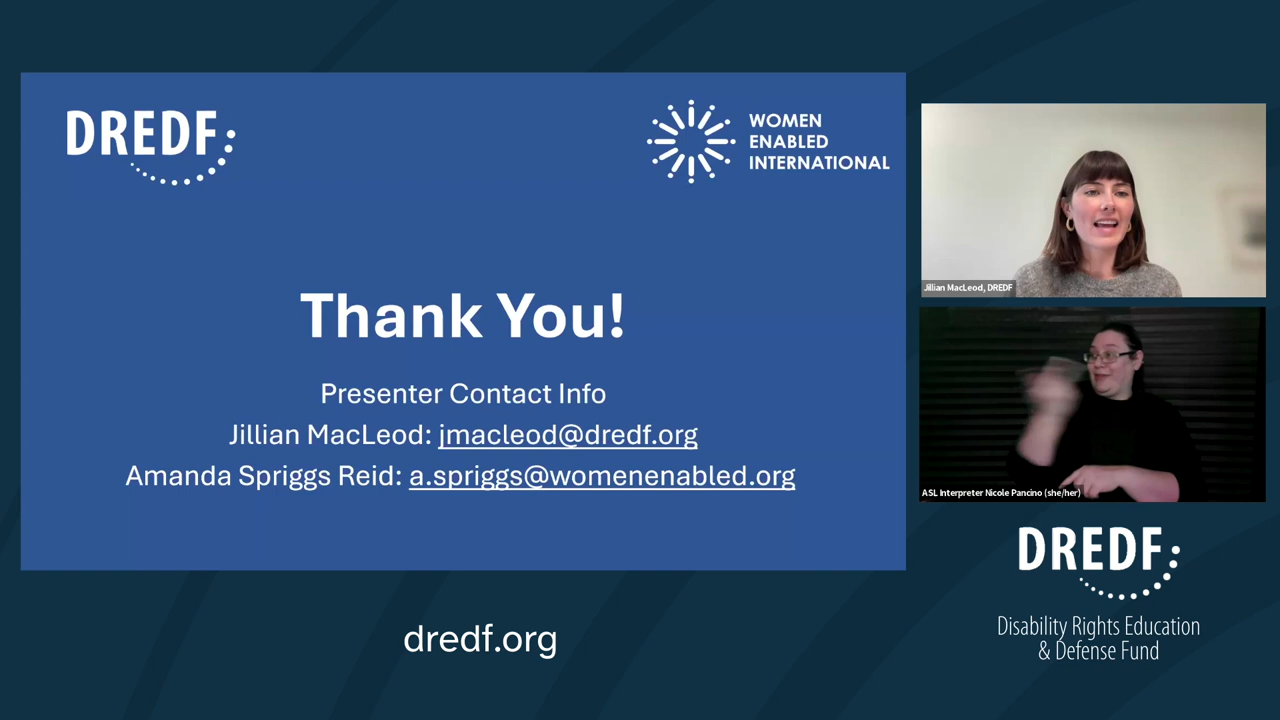 DREDF
WOMEN
ENABLED
INTERNATIONAL
Thank You!
Presenter Contact Info
Jillian MacLeod: jmacleod@dredf.org
Amanda Spriggs Reid: a.spriggs@womenenabled.org
dredf.org
Jillian MacLeod, DREDF
ASL Interpreter Nicole Pancino (she/her)
DREDF
Disability Rights Education
& Defense Fund